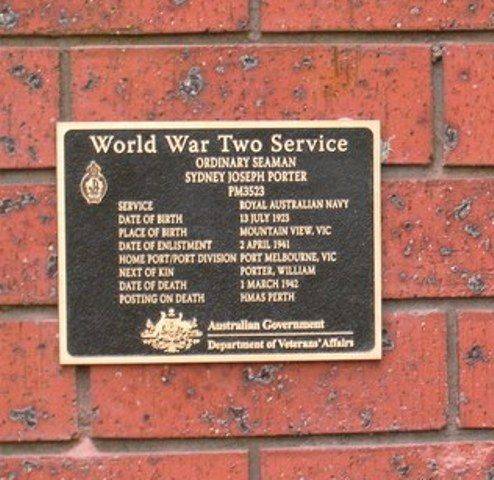 World War Two Service
ORDINARY SEAMAN
SYDNEY JOSEPH PORTER
PM3523
SERVICE ROYAL AUSTRALIAN NAVY
DATE OF BIRTH 13 JULY 1923
PLACE OF BIRTH MOUNTAIN VIEW, VIC
DATE OF ENLISTMENT 2 APRIL 1941
HOME PORT/PORT DIVISION PORT MELBOURNE, VIC
NEXT OF KIN PORTER, WILLIAM
DATE OF DEATH 1 MARCH 1942
POSTING ON DEATH HMAS PERTH
Australian Government
Department of Veterans' Affairs